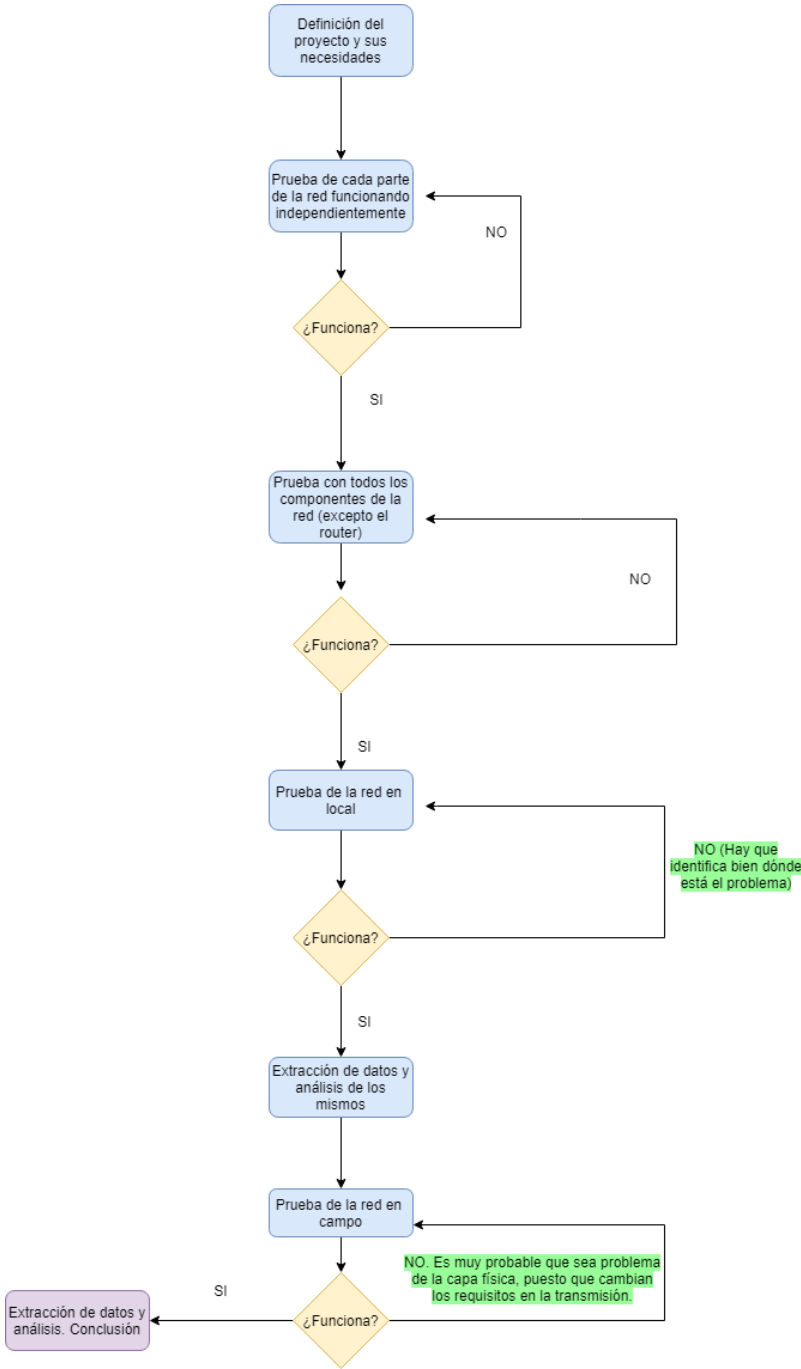 Definición del
proyecto y sus
necesidades
Prueba de cada parte
de la red funcionando
independientemente
NO
¿Funciona?
SI
Prueba con todos los
componentes de la
red (excepto el
router)
NO
¿Funciona?
SI
Prueba de la red en
local
NO (Hay que
identifica bien dónde
está el problema)
¿Funciona?
SI
Extracción de datos y
análisis de los
mismos
Prueba de la red en
campo
NO. Es muy probable que sea problema
de la capa física, puesto que cambian
los requisitos en la transmisión.
SI
¿Funciona?
Extracción de datos y
análisis. Conclusión